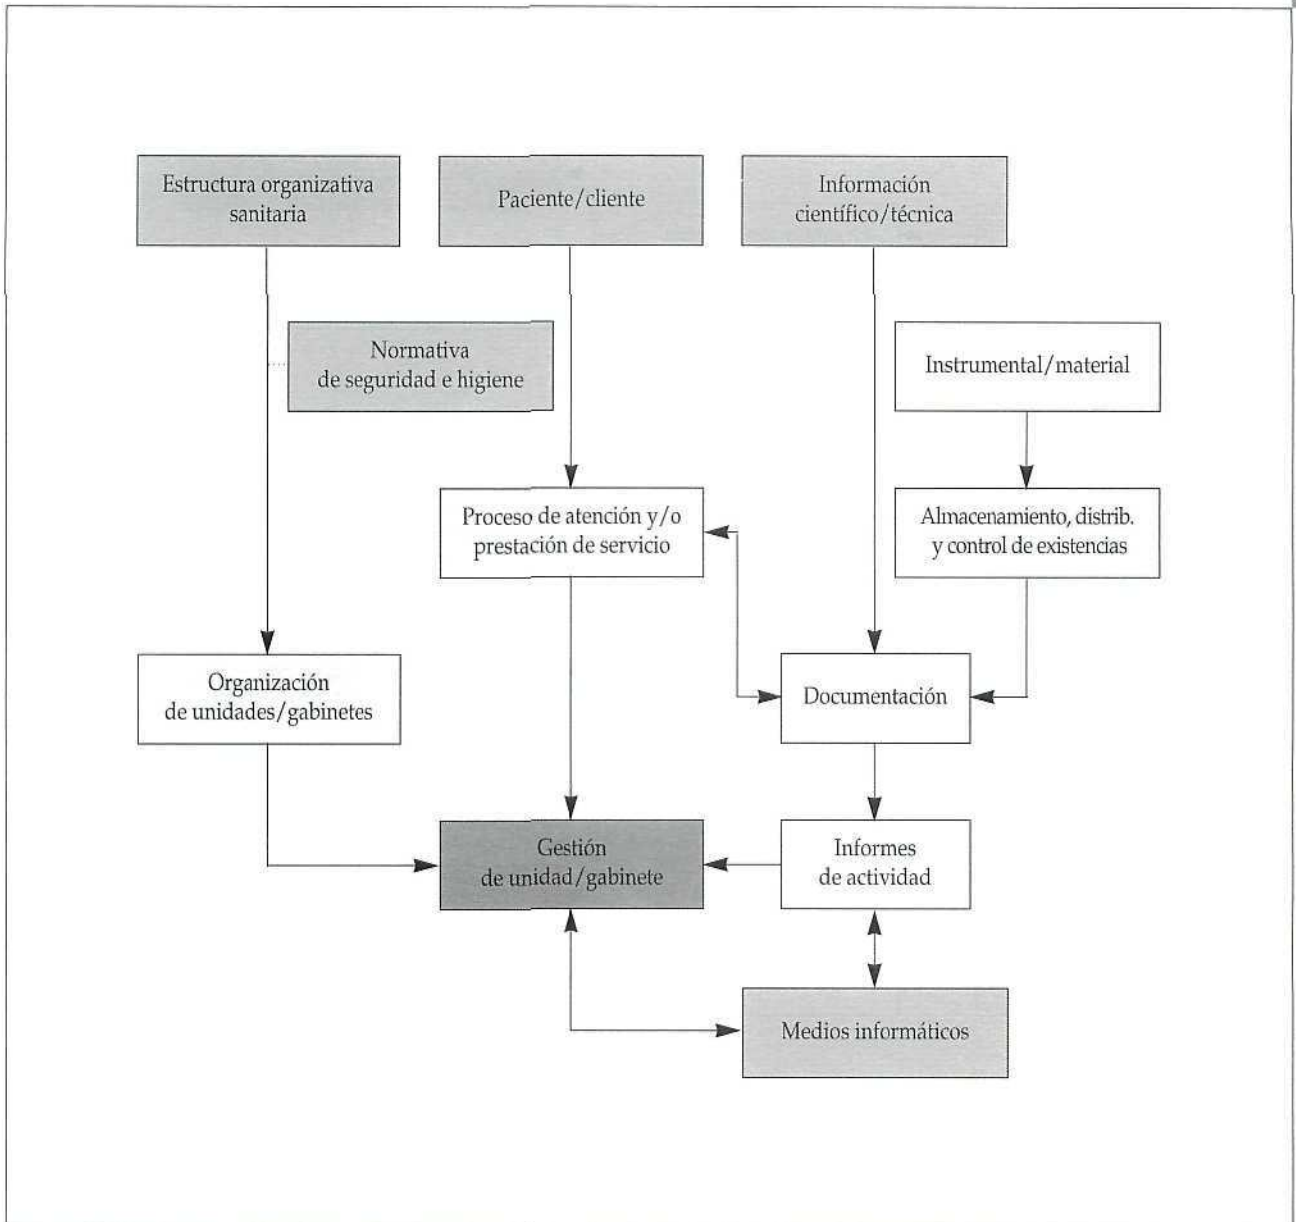 Estructura organizativa
sanitaria
Paciente/cliente
Información
científico/técnica
Normativa
de seguridad e higiene
Instrumental/material
Proceso de atención y/o
prestación de servicio
Almacenamiento, distrib.
y control de existencias
Organización
de unidades/gabinetes
Documentación
Gestión
de unidad/gabinete
Informes
de actividad
Medios informáticos